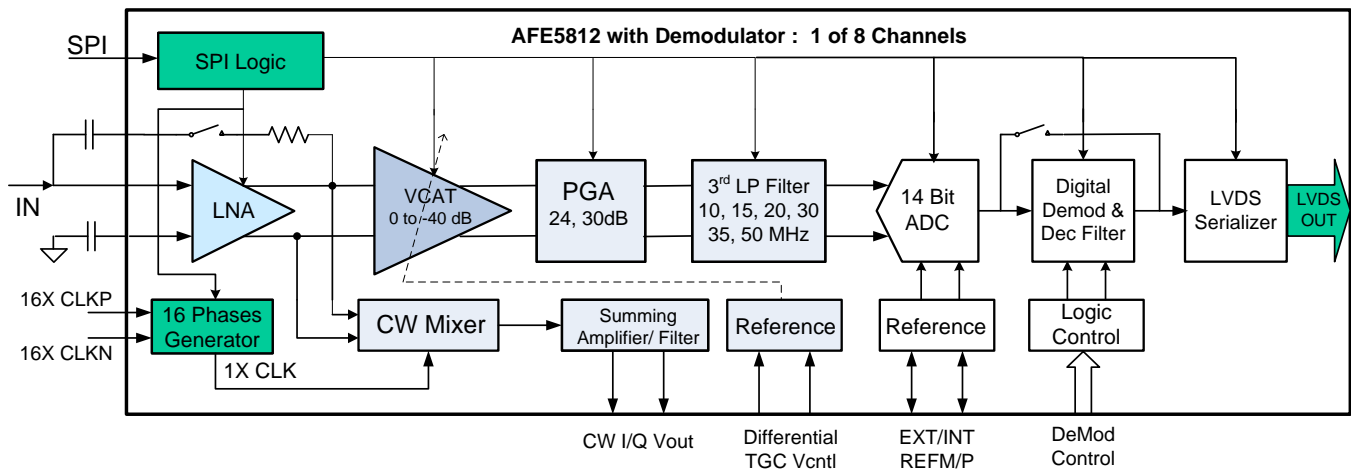 AFE5812 with Demodulator : 1 of 8 Channels
SPI
SPI Logic
IN
LNA
VCAT
0 to -40 dB
PGA
24, 30dB
3rd LP Filter
10, 15, 20, 30
35, 50 MHz
14 Bit
ADC
Digital
Demod &
Dec Filter
LVDS
Serializer
LVDS
OUT
16X CLKP
16X CLKN
16 Phases
Generator
1X CLK
CW Mixer
Summing
Amplifier/ Filter
Reference
Reference
Logic
Control
CW I/Q Vout
Differential
TGC Vcntl
EXT/INT
REFM/P
DeMod
Control